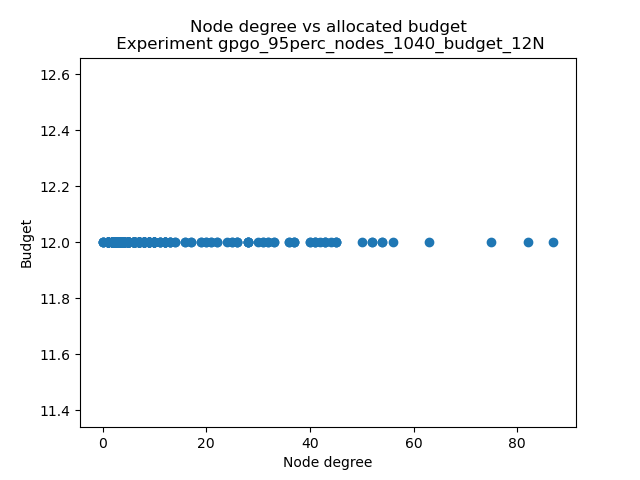 Node degree vs allocated budget
Experiment gpgo_95perc_nodes_1040_budget_12N
12.6
12.4
12.2
12.0
11.8
11.6
11.4
Budget
0 20 40 60 80
Node degree